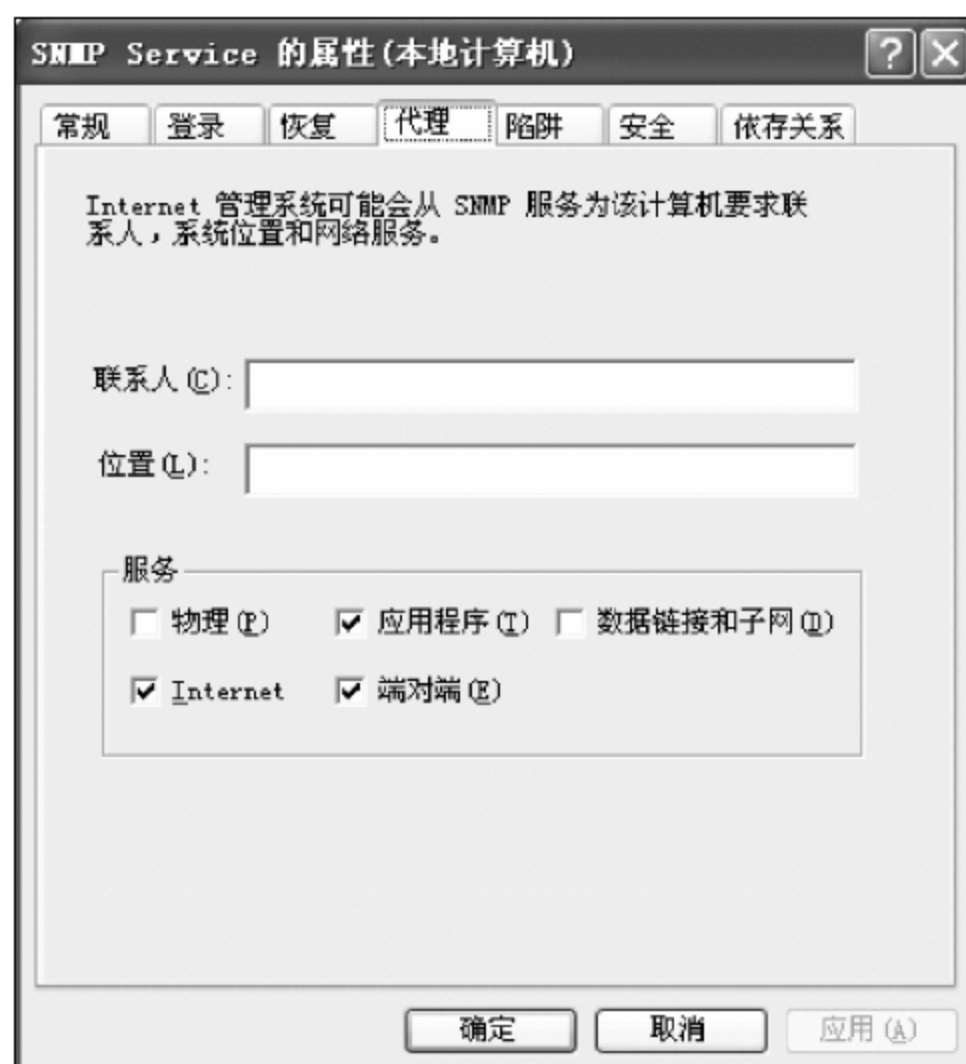 SNMP Service 的属性(本地计算机)
常规 登录 恢复 代理 陷阱 安全 依存关系
Internet 管理系统可能会从 SNMP 服务为该计算机要求联
系人，系统位置和网络服务。
联系人(C):
位置(L):
服务
物理(P) 应用程序(T) 数据链接和子网(D)
Internet 端对端(E)
确定 取消 应用(A)